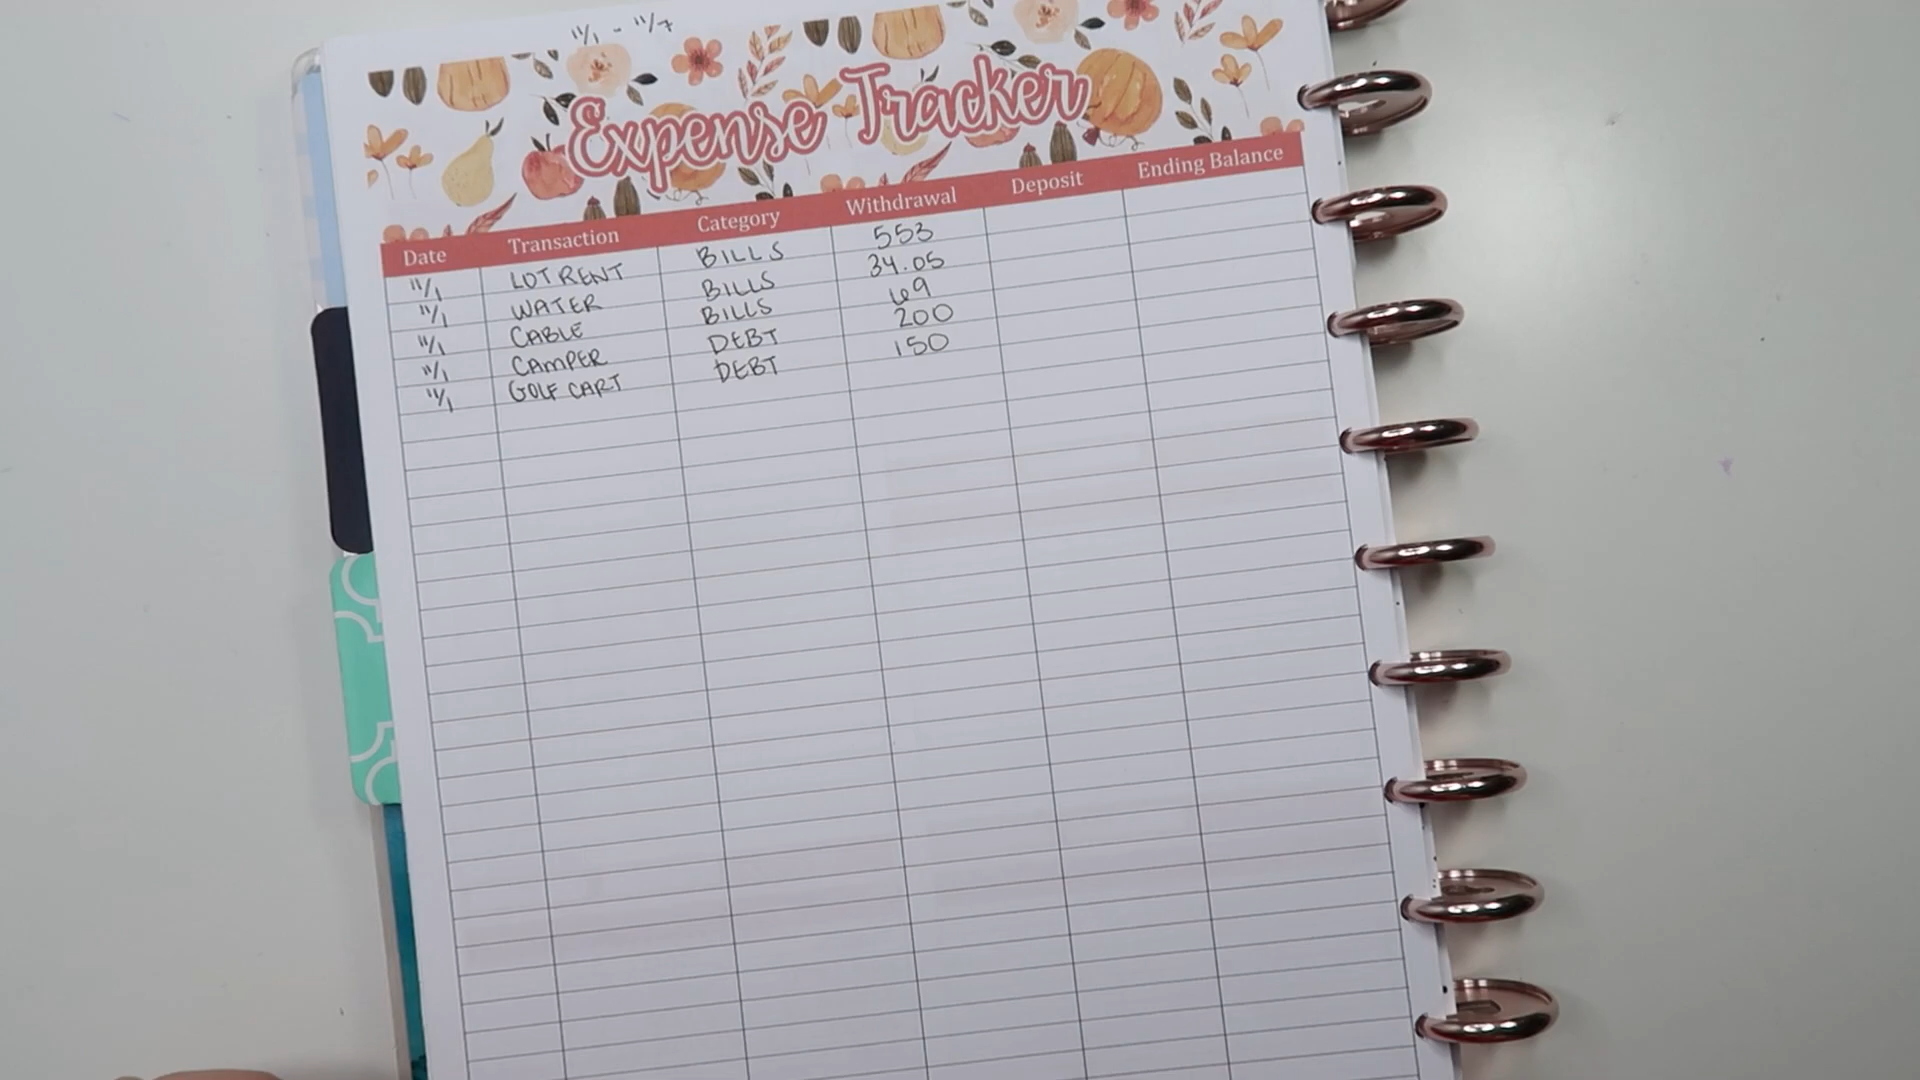 11/1 - 11/7
Expense Tracker
Date Transaction Category Withdrawal Deposit Ending Balance
11/1 LOT RENT BILLS 553
11/1 WATER BILLS 34.05
11/1 CABLE BILLS 69
11/1 CAMPER DEBT 200
11/1 GOLF CART DEBT 150